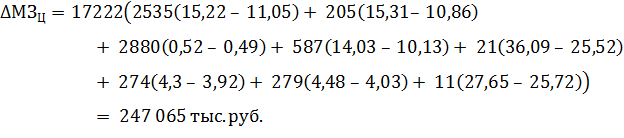 ΔМЗЦ = 17222(2535(15,22 – 11,05) + 205(15,31 – 10,86)
+ 2880(0,52 – 0,49) + 587(14,03 – 10,13) + 21(36,09 – 25,52)
+ 274(4,3 – 3,92) + 279(4,48 – 4,03) + 11(27,65 – 25,72))
= 247 065 тыс.руб.